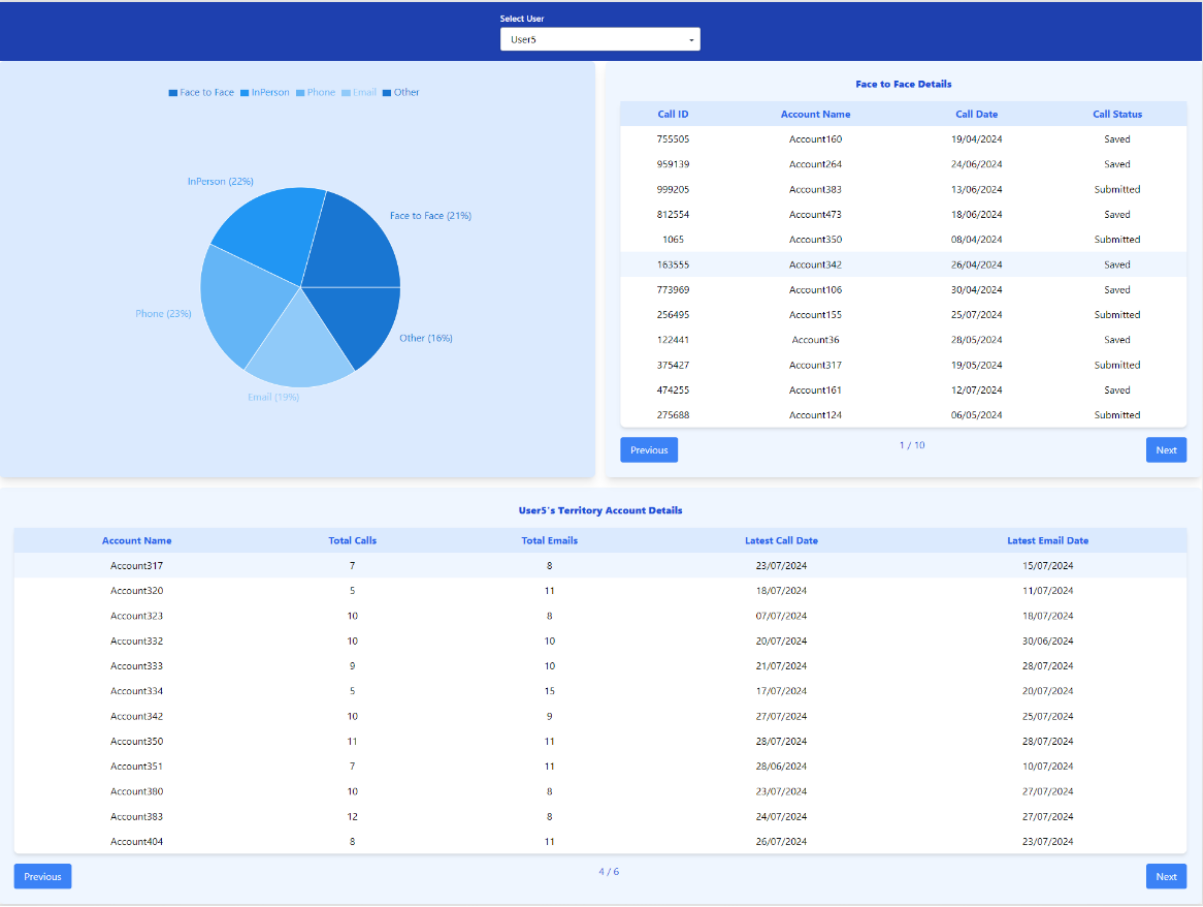 Select User
User5
Face to Face InPerson Phone Email Other
InPerson (22%)
Face to Face (21%)
Phone (23%)
Other (16%)
Email (19%)
Face to Face Details
Call ID Account Name Call Date Call Status
755505 Account160 19/04/2024 Saved
959139 Account264 24/06/2024 Saved
999205 Account383 13/06/2024 Submitted
812554 Account473 18/06/2024 Saved
1065 Account350 08/04/2024 Submitted
163555 Account342 26/04/2024 Saved
773969 Account106 30/04/2024 Saved
256495 Account155 25/07/2024 Submitted
122441 Account36 28/05/2024 Saved
375427 Account317 19/05/2024 Submitted
474255 Account161 12/07/2024 Saved
275688 Account124 06/05/2024 Submitted
Previous 1 / 10 Next
User5's Territory Account Details
Account Name Total Calls Total Emails Latest Call Date Latest Email Date
Account317 7 8 23/07/2024 15/07/2024
Account320 5 11 18/07/2024 11/07/2024
Account323 10 8 07/07/2024 18/07/2024
Account332 10 10 20/07/2024 30/06/2024
Account333 9 10 21/07/2024 28/07/2024
Account334 5 15 17/07/2024 20/07/2024
Account342 10 9 27/07/2024 25/07/2024
Account350 11 11 28/07/2024 28/07/2024
Account351 7 11 28/06/2024 10/07/2024
Account380 10 8 23/07/2024 27/07/2024
Account383 12 8 24/07/2024 27/07/2024
Account404 8 11 26/07/2024 23/07/2024
Previous 4 / 6 Next